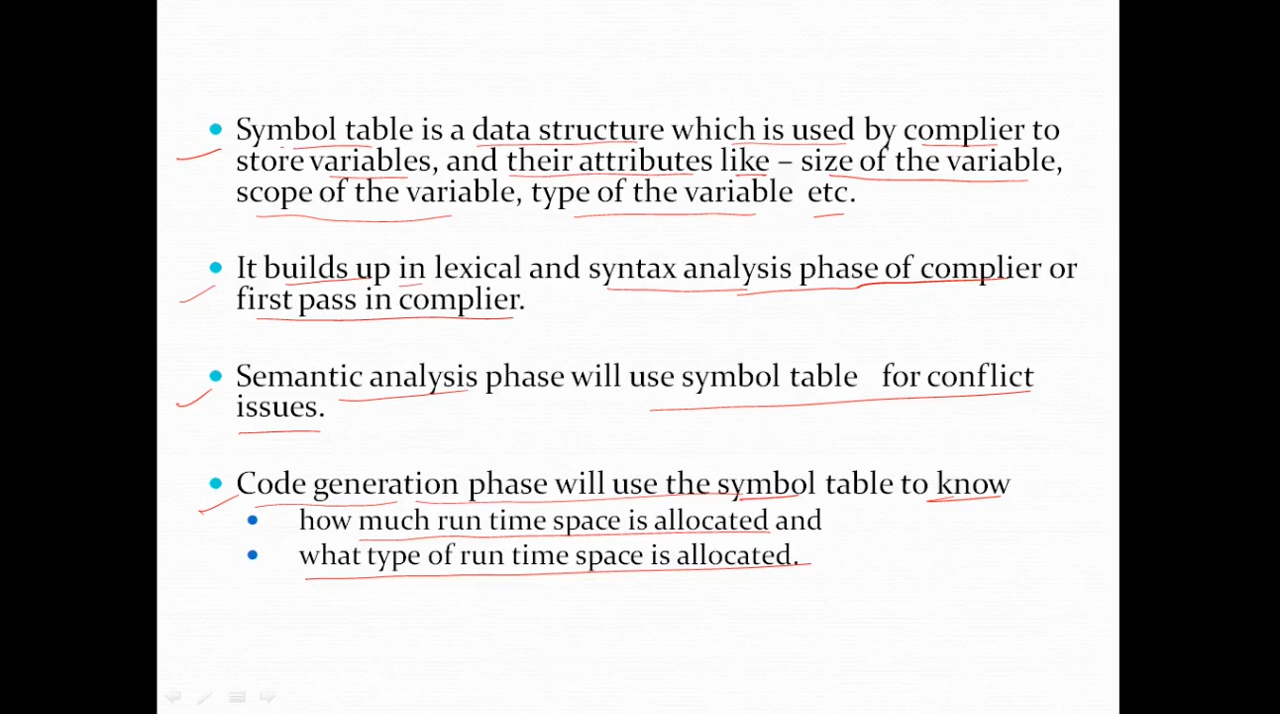 Symbol table is a data structure which is used by complier to
store variables, and their attributes like – size of the variable,
scope of the variable, type of the variable etc.
It builds up in lexical and syntax analysis phase of complier or
first pass in complier.
Semantic analysis phase will use symbol table for conflict
issues.
Code generation phase will use the symbol table to know
how much run time space is allocated and
what type of run time space is allocated.